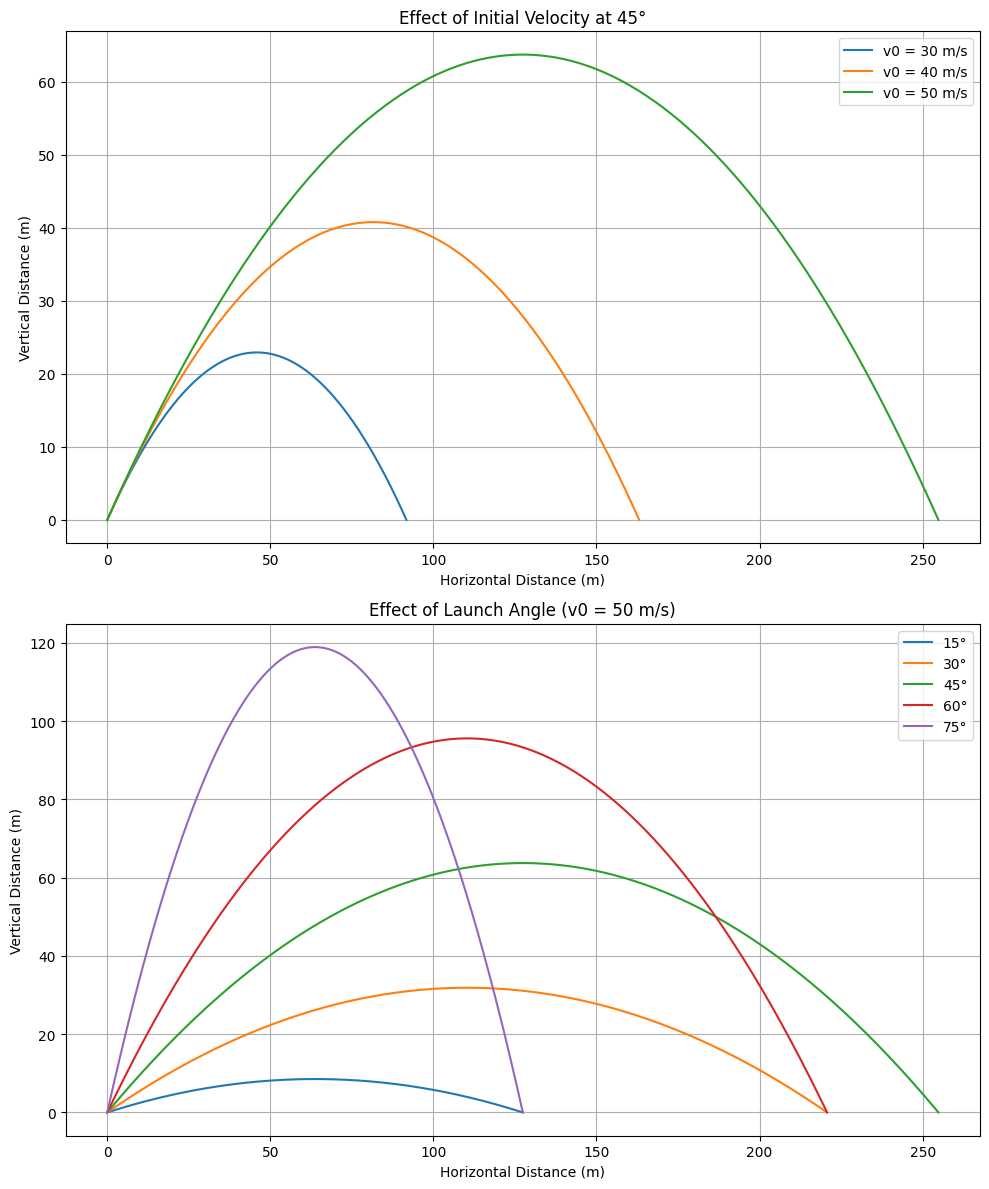 Effect of Initial Velocity at 45°
v0 = 30 m/s
v0 = 40 m/s
v0 = 50 m/s
Vertical Distance (m)
60
50
40
30
20
10
0
0 50 100 150 200 250
Horizontal Distance (m)
Effect of Launch Angle (v0 = 50 m/s)
15°
30°
45°
60°
75°
Vertical Distance (m)
120
100
80
60
40
20
0
0 50 100 150 200 250
Horizontal Distance (m)